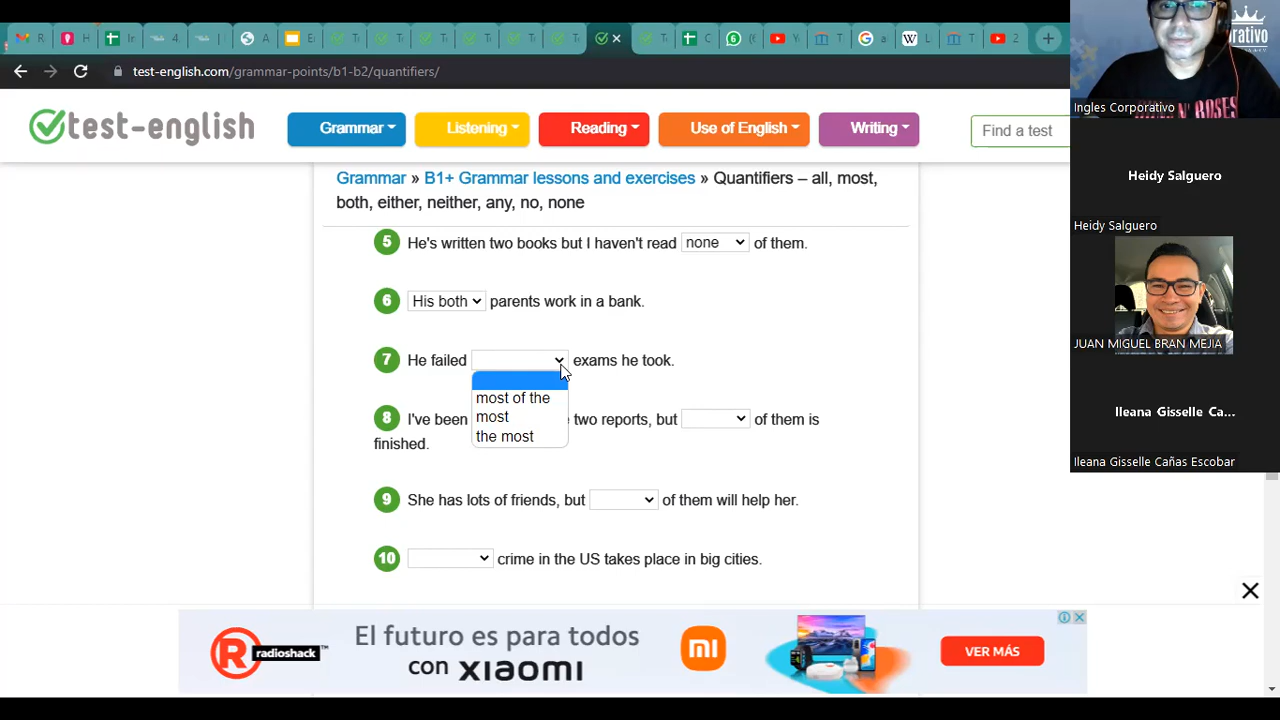 test-english.com/grammar-points/b1-b2/quantifiers/
test-english
Grammar
Listening
Reading
Use of English
Writing
Find a test
Grammar » B1+ Grammar lessons and exercises » Quantifiers – all, most,
both, either, neither, any, no, none
5 He's written two books but I haven't read none of them.
6 His both parents work in a bank.
7 He failed exams he took.
most of the
most
the most
8 I've been two reports, but of them is
finished.
9 She has lots of friends, but of them will help her.
10 crime in the US takes place in big cities.
R radioshack™
El futuro es para todos
con xiaomi
mi
VER MÁS
orativo
N' ROSES
Ingles Corporativo
Heidy Salguero
Heidy Salguero
JUAN MIGUEL BRAN MEJIA
Ileana Gisselle Ca...
Ileana Gisselle Cañas Escobar